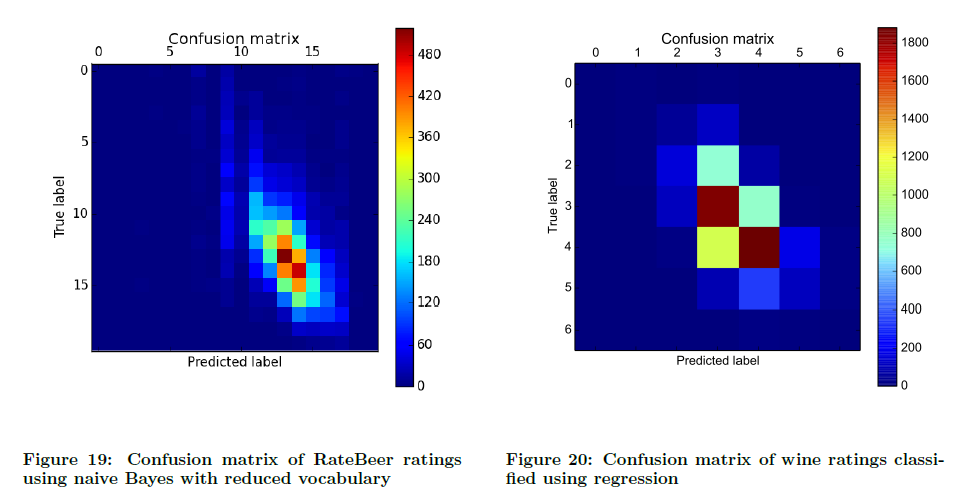 Confusion matrix
0 5 10 15
0
5
10
15
True label
Predicted label
480
420
360
300
240
180
120
60
0
Figure 19: Confusion matrix of RateBeer ratings
using naive Bayes with reduced vocabulary
Confusion matrix
0 1 2 3 4 5 6
0
1
2
3
4
5
6
True label
Predicted label
1800
1600
1400
1200
1000
800
600
400
200
0
Figure 20: Confusion matrix of wine ratings classi-
fied using regression